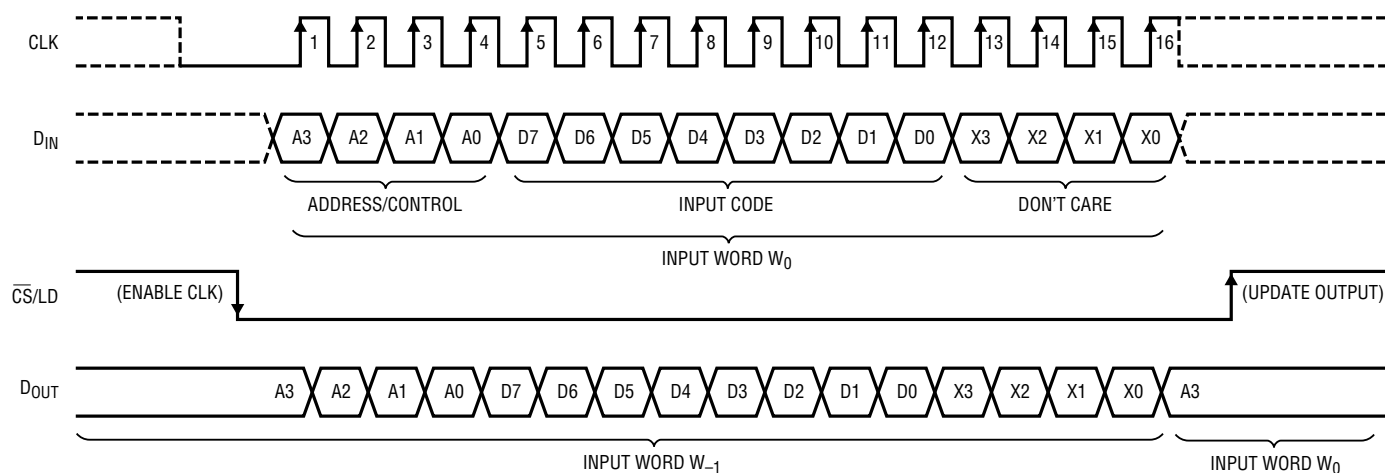 CLK 1 2 3 4 5 6 7 8 9 10 11 12 13 14 15 16
DIN A3 A2 A1 A0 D7 D6 D5 D4 D3 D2 D1 D0 X3 X2 X1 X0
ADDRESS/CONTROL INPUT CODE DON'T CARE
INPUT WORD W0
CS/LD (ENABLE CLK) (UPDATE OUTPUT)
DOUT A3 A2 A1 A0 D7 D6 D5 D4 D3 D2 D1 D0 X3 X2 X1 X0 A3
INPUT WORD W–1 INPUT WORD W0